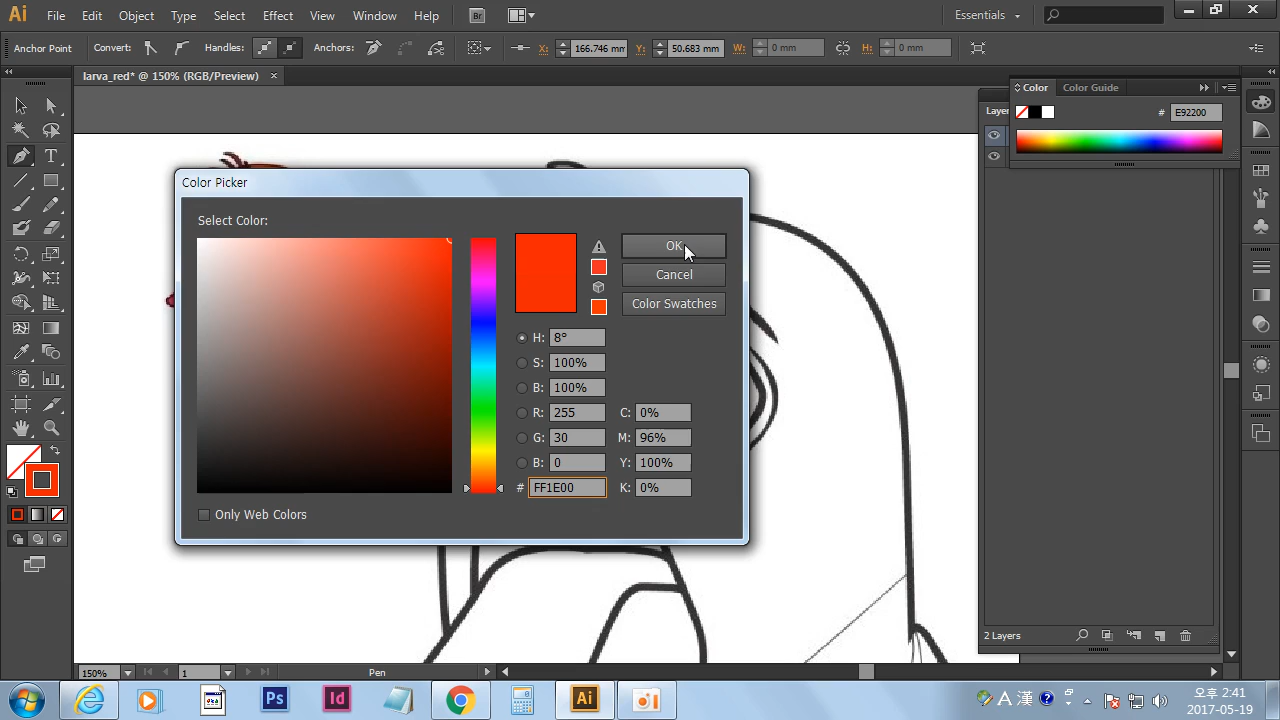 Ai File Edit Object Type Select Effect View Window Help Br Essentials
Anchor Point Convert: Handles: Anchors: X: 166.746 mm Y: 50.683 mm W: 0 mm H: 0 mm
larva_red* @ 150% (RGB/Preview) ×
Color Color Guide
# E92200
Layer
Color Picker
Select Color:
OK
Cancel
Color Swatches
H: 8°
S: 100%
B: 100%
R: 255 C: 0%
G: 30 M: 96%
B: 0 Y: 100%
# FF1E00 K: 0%
Only Web Colors
2 Layers
150% 1 Pen
Ps Id Ai A 漢 오후 2:41
2017-05-19